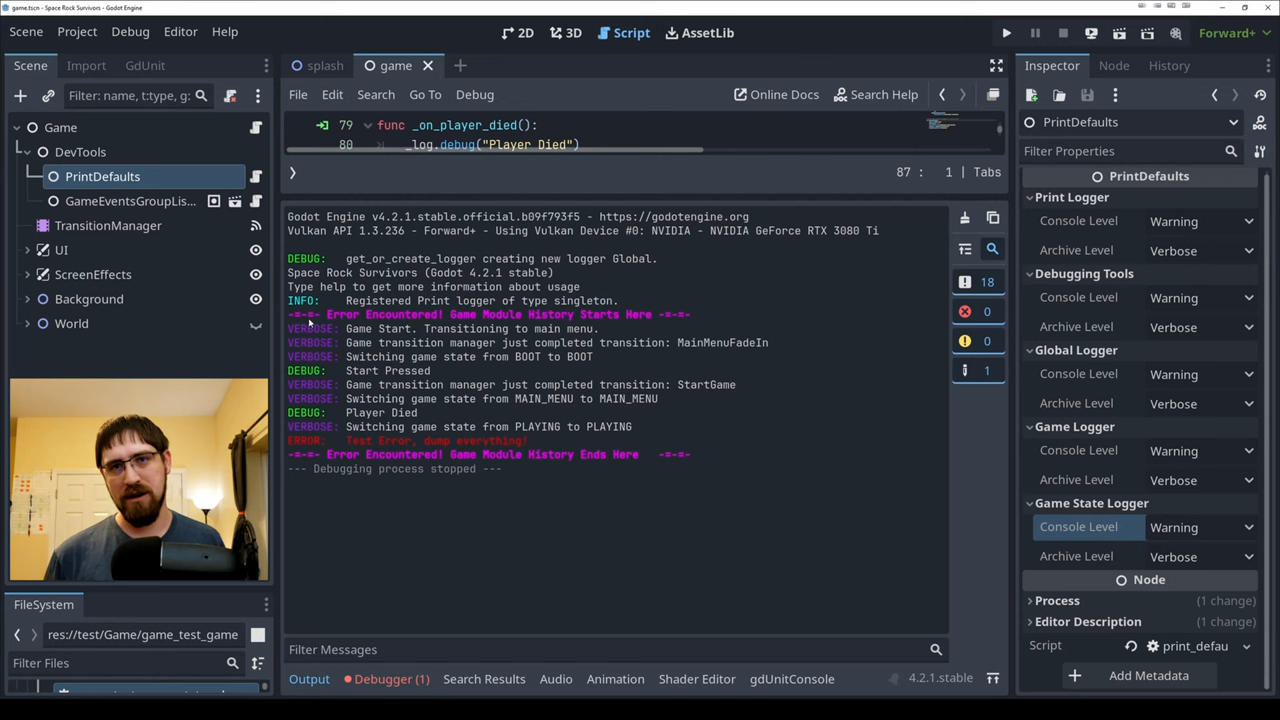 game.tscn - Space Rock Survivors - Godot Engine
Scene Project Debug Editor Help
2D 3D Script AssetLib
Forward+
Scene Import GdUnit
Filter: name, t:type, g:
Game
DevTools
PrintDefaults
GameEventsGroupLis...
TransitionManager
UI
ScreenEffects
Background
World
FileSystem
res://test/Game/game_test_game
Filter Files
splash game
File Edit Search Go To Debug
Online Docs Search Help
79 func _on_player_died():
80 _log.debug("Player Died")
87 : 1 | Tabs
Godot Engine v4.2.1.stable.official.b09f793f5 - https://godotengine.org
Vulkan API 1.3.236 - Forward+ - Using Vulkan Device #0: NVIDIA - NVIDIA GeForce RTX 3080 Ti
DEBUG: get_or_create_logger creating new logger Global.
Space Rock Survivors (Godot 4.2.1 stable)
Type help to get more information about usage
INFO: Registered Print logger of type singleton.
-=-=- Error Encountered! Game Module History Starts Here -=-=-
VERBOSE: Game Start. Transitioning to main menu.
VERBOSE: Game transition manager just completed transition: MainMenuFadeIn
VERBOSE: Switching game state from BOOT to BOOT
DEBUG: Start Pressed
VERBOSE: Game transition manager just completed transition: StartGame
VERBOSE: Switching game state from MAIN_MENU to MAIN_MENU
DEBUG: Player Died
VERBOSE: Switching game state from PLAYING to PLAYING
ERROR: Test Error, dump everything!
-=-=- Error Encountered! Game Module History Ends Here -=-=-
--- Debugging process stopped ---
18
0
0
1
Filter Messages
Output Debugger (1) Search Results Audio Animation Shader Editor gdUnitConsole 4.2.1.stable
Inspector Node History
PrintDefaults
Filter Properties
PrintDefaults
Print Logger
Console Level Warning
Archive Level Verbose
Debugging Tools
Console Level Warning
Archive Level Verbose
Global Logger
Console Level Warning
Archive Level Verbose
Game Logger
Console Level Warning
Archive Level Verbose
Game State Logger
Console Level Warning
Archive Level Verbose
Node
Process (1 change)
Editor Description (1 change)
Script print_defau
Add Metadata